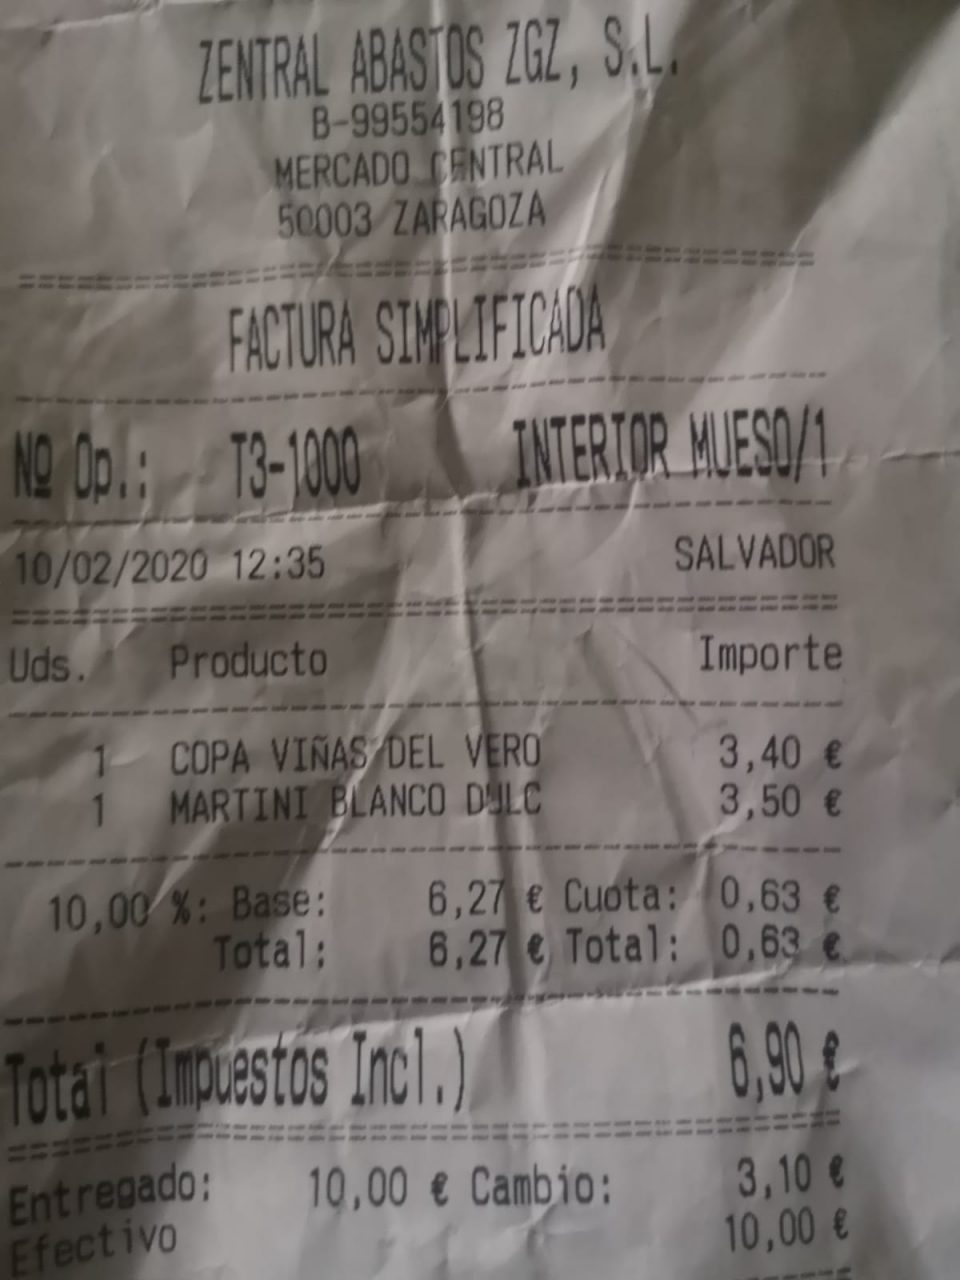 ZENTRAL ABASTOS ZGZ, S.L.
B-99554198
MERCADO CENTRAL
50003 ZARAGOZA
FACTURA SIMPLIFICADA
Nº Op.: T3-1000 INTERIOR MUESO/1
10/02/2020 12:35 SALVADOR
Uds. Producto Importe
1 COPA VIÑAS DEL VERO 3,40 €
1 MARTINI BLANCO DULC 3,50 €
10,00 %: Base: 6,27 € Cuota: 0,63 €
Total: 6,27 € Total: 0,63 €
Total (Impuestos Incl.) 6,90 €
Entregado: 10,00 € Cambio: 3,10 €
Efectivo 10,00 €